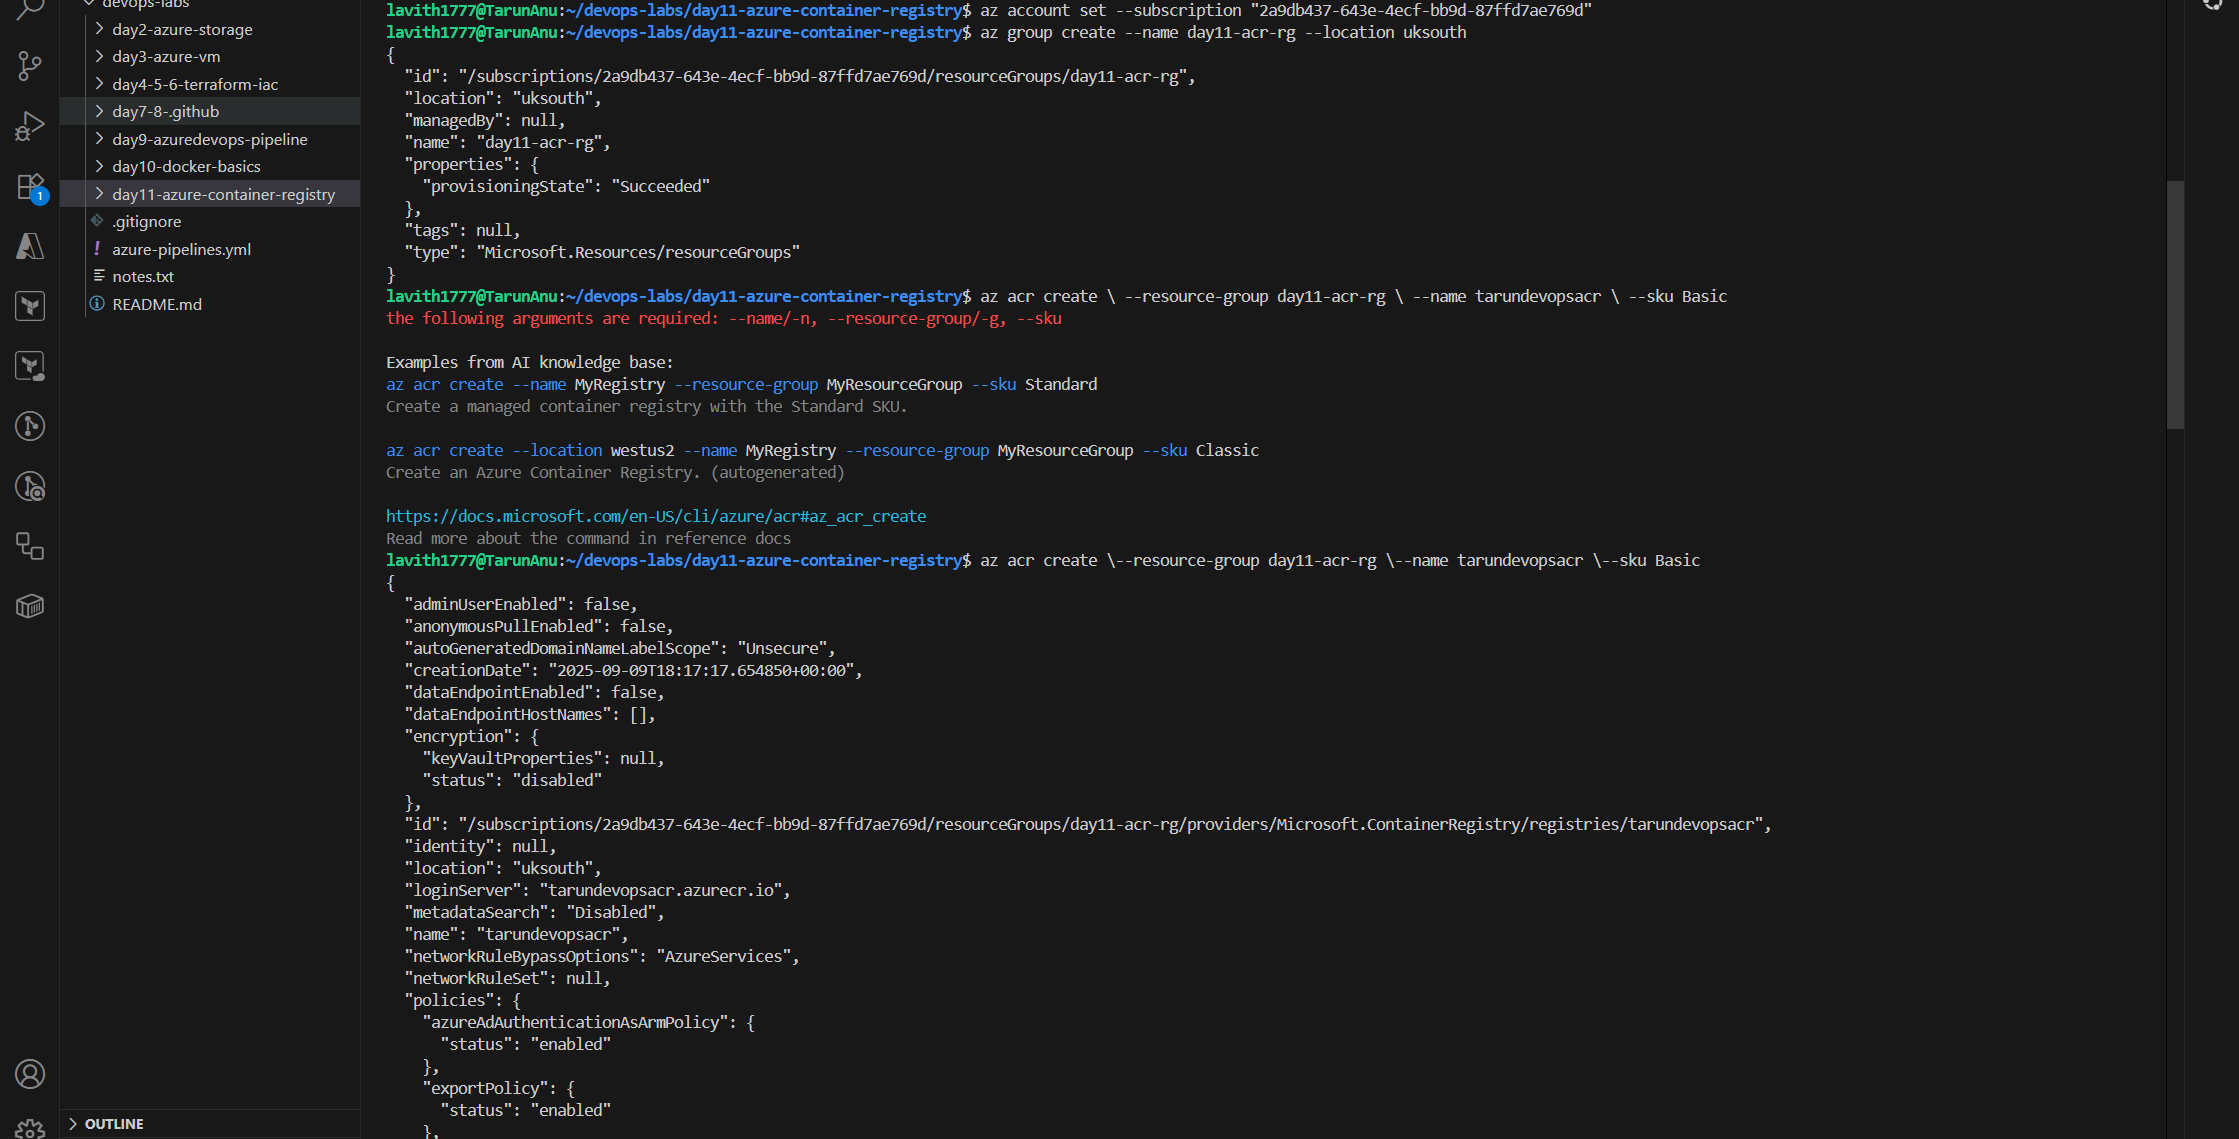 devops-labs
day2-azure-storage
day3-azure-vm
day4-5-6-terraform-iac
day7-8-.github
day9-azuredevops-pipeline
day10-docker-basics
day11-azure-container-registry
.gitignore
! azure-pipelines.yml
notes.txt
README.md
1
OUTLINE
lavith1777@TarunAnu:~/devops-labs/day11-azure-container-registry$ az account set --subscription "2a9db437-643e-4ecf-bb9d-87ffd7ae769d"
lavith1777@TarunAnu:~/devops-labs/day11-azure-container-registry$ az group create --name day11-acr-rg --location uksouth
{
  "id": "/subscriptions/2a9db437-643e-4ecf-bb9d-87ffd7ae769d/resourceGroups/day11-acr-rg",
  "location": "uksouth",
  "managedBy": null,
  "name": "day11-acr-rg",
  "properties": {
    "provisioningState": "Succeeded"
  },
  "tags": null,
  "type": "Microsoft.Resources/resourceGroups"
}
lavith1777@TarunAnu:~/devops-labs/day11-azure-container-registry$ az acr create \ --resource-group day11-acr-rg \ --name tarundevopsacr \ --sku Basic
the following arguments are required: --name/-n, --resource-group/-g, --sku
Examples from AI knowledge base:
az acr create --name MyRegistry --resource-group MyResourceGroup --sku Standard
Create a managed container registry with the Standard SKU.
az acr create --location westus2 --name MyRegistry --resource-group MyResourceGroup --sku Classic
Create an Azure Container Registry. (autogenerated)
https://docs.microsoft.com/en-US/cli/azure/acr#az_acr_create
Read more about the command in reference docs
lavith1777@TarunAnu:~/devops-labs/day11-azure-container-registry$ az acr create \--resource-group day11-acr-rg \--name tarundevopsacr \--sku Basic
{
  "adminUserEnabled": false,
  "anonymousPullEnabled": false,
  "autoGeneratedDomainNameLabelScope": "Unsecure",
  "creationDate": "2025-09-09T18:17:17.654850+00:00",
  "dataEndpointEnabled": false,
  "dataEndpointHostNames": [],
  "encryption": {
    "keyVaultProperties": null,
    "status": "disabled"
  },
  "id": "/subscriptions/2a9db437-643e-4ecf-bb9d-87ffd7ae769d/resourceGroups/day11-acr-rg/providers/Microsoft.ContainerRegistry/registries/tarundevopsacr",
  "identity": null,
  "location": "uksouth",
  "loginServer": "tarundevopsacr.azurecr.io",
  "metadataSearch": "Disabled",
  "name": "tarundevopsacr",
  "networkRuleBypassOptions": "AzureServices",
  "networkRuleSet": null,
  "policies": {
    "azureAdAuthenticationAsArmPolicy": {
      "status": "enabled"
    },
    "exportPolicy": {
      "status": "enabled"
    },